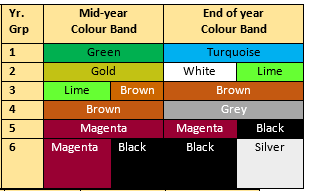 Yr. Grp Mid-year Colour Band End of year Colour Band
1 Green Turquoise
2 Gold White Lime
3 Lime Brown Brown
4 Brown Grey
5 Magenta Magenta Black
6 Magenta Black Black Silver